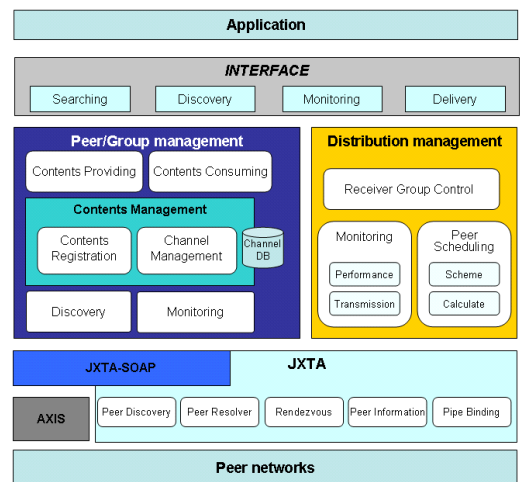 Application
INTERFACE
Searching
Discovery
Monitoring
Delivery
Peer/Group management
Contents Providing
Contents Consuming
Contents Management
Contents
Registration
Channel
Management
Channel
DB
Discovery
Monitoring
Distribution management
Receiver Group Control
Monitoring
Performance
Transmission
Peer
Scheduling
Scheme
Calculate
JXTA-SOAP
JXTA
AXIS
Peer Discovery
Peer Resolver
Rendezvous
Peer Information
Pipe Binding
Peer networks